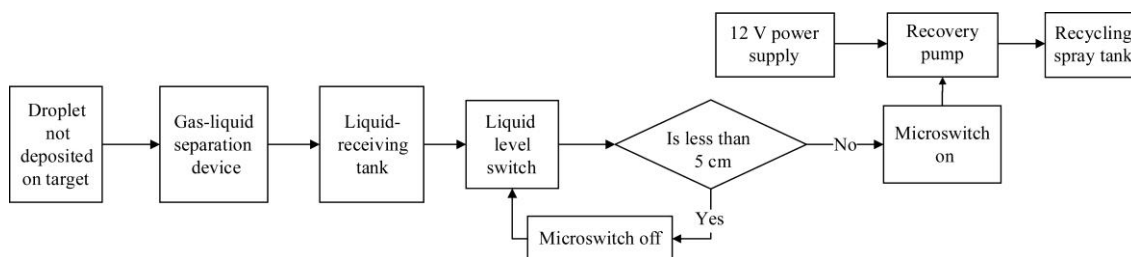 Droplet
not
deposited
on target
Gas-liquid
separation
device
Liquid-
receiving
tank
Liquid
level
switch
Is less than
5 cm
Yes
Microswitch off
No
Microswitch
on
12 V power
supply
Recovery
pump
Recycling
spray tank